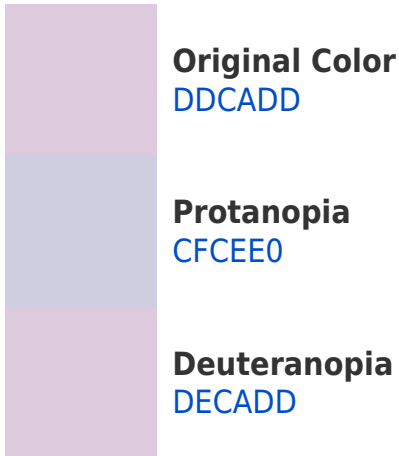 Original Color
DDCADD
Protanopia
CFCEE0
Deuteranopia
DECADD